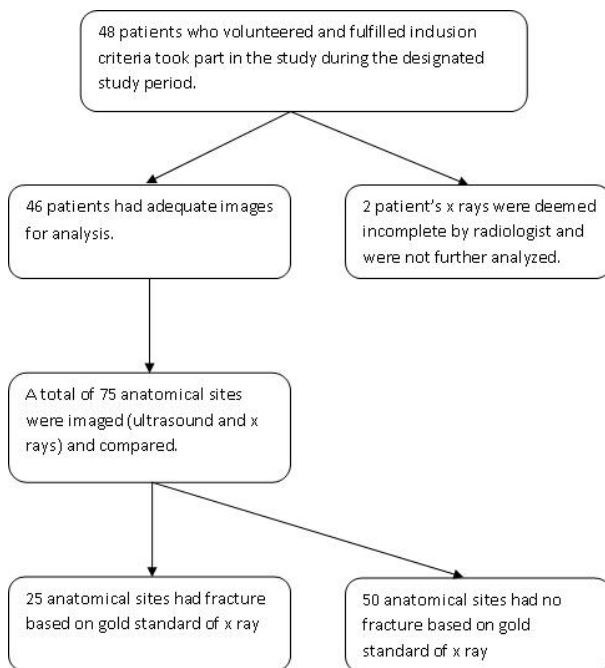 48 patients who volunteered and fulfilled inclusion
criteria took part in the study during the designated
study period.
46 patients had adequate images
for analysis.
2 patient's x rays were deemed
incomplete by radiologist and
were not further analyzed.
A total of 75 anatomical sites
were imaged (ultrasound and x
rays) and compared.
25 anatomical sites had fracture
based on gold standard of x ray
50 anatomical sites had no
fracture based on gold
standard of x ray